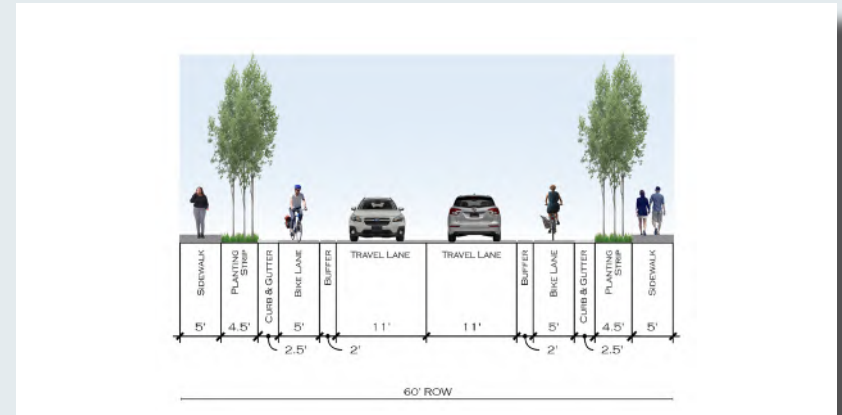 SIDEWALK
PLANTING
STRIP
CURB & GUTTER
BIKE LANE
BUFFER
TRAVEL LANE
TRAVEL LANE
BUFFER
BIKE LANE
CURB & GUTTER
PLANTING
STRIP
SIDEWALK
5' 4.5' 5' 11' 11' 5' 4.5' 5'
2.5' 2' 2' 2.5'
60' ROW